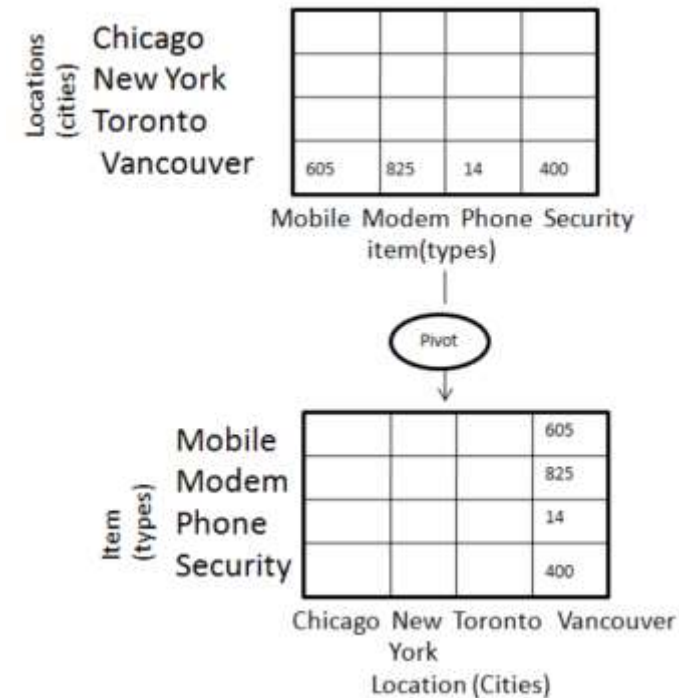 Locations
(cities)
Chicago
New York
Toronto
Vancouver
605 825 14 400
Mobile Modem Phone Security
item(types)
Pivot
Item
(types)
Mobile
Modem
Phone
Security
605
825
14
400
Chicago New Toronto Vancouver
York
Location (Cities)